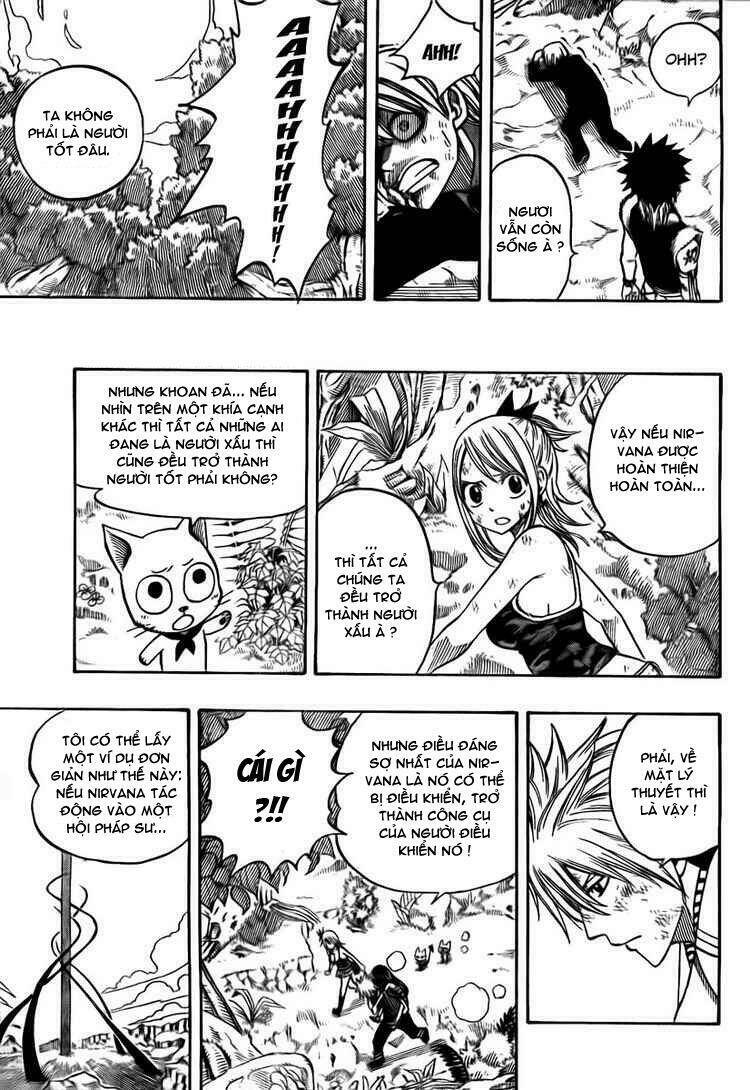 OHH?
NGƯƠI
VẪN CÒN
SỐNG À ?
AHH!
AAAAHHHHHHH!
TA KHÔNG
PHẢI LÀ NGƯỜI
TỐT ĐÂU.
VẬY NẾU NIR-
VANA ĐƯỢC
HOÀN THIỆN
HOÀN TOÀN...
...
THÌ TẤT CẢ
CHÚNG TA
ĐỀU TRỞ
THÀNH NGƯỜI
XẤU À ?
NHƯNG KHOAN ĐÃ... NẾU
NHÌN TRÊN MỘT KHÍA CẠNH
KHÁC THÌ TẤT CẢ NHỮNG AI
ĐANG LÀ NGƯỜI XẤU THÌ
CŨNG ĐỀU TRỞ THÀNH
NGƯỜI TỐT PHẢI KHÔNG?
PHẢI, VỀ
MẶT LÝ
THUYẾT THÌ
LÀ VẬY !
NHƯNG ĐIỀU ĐÁNG
SỢ NHẤT CỦA NIR-
VANA LÀ NÓ CÓ THỂ
BỊ ĐIỀU KHIỂN, TRỞ
THÀNH CÔNG CỤ
CỦA NGƯỜI ĐIỀU
KHIỂN NÓ !
CÁI GÌ
?!!
TÔI CÓ THỂ LẤY
MỘT VÍ DỤ ĐƠN
GIẢN NHƯ THẾ NÀY:
NẾU NIRVANA TÁC
ĐỘNG VÀO MỘT
HỘI PHÁP SƯ...